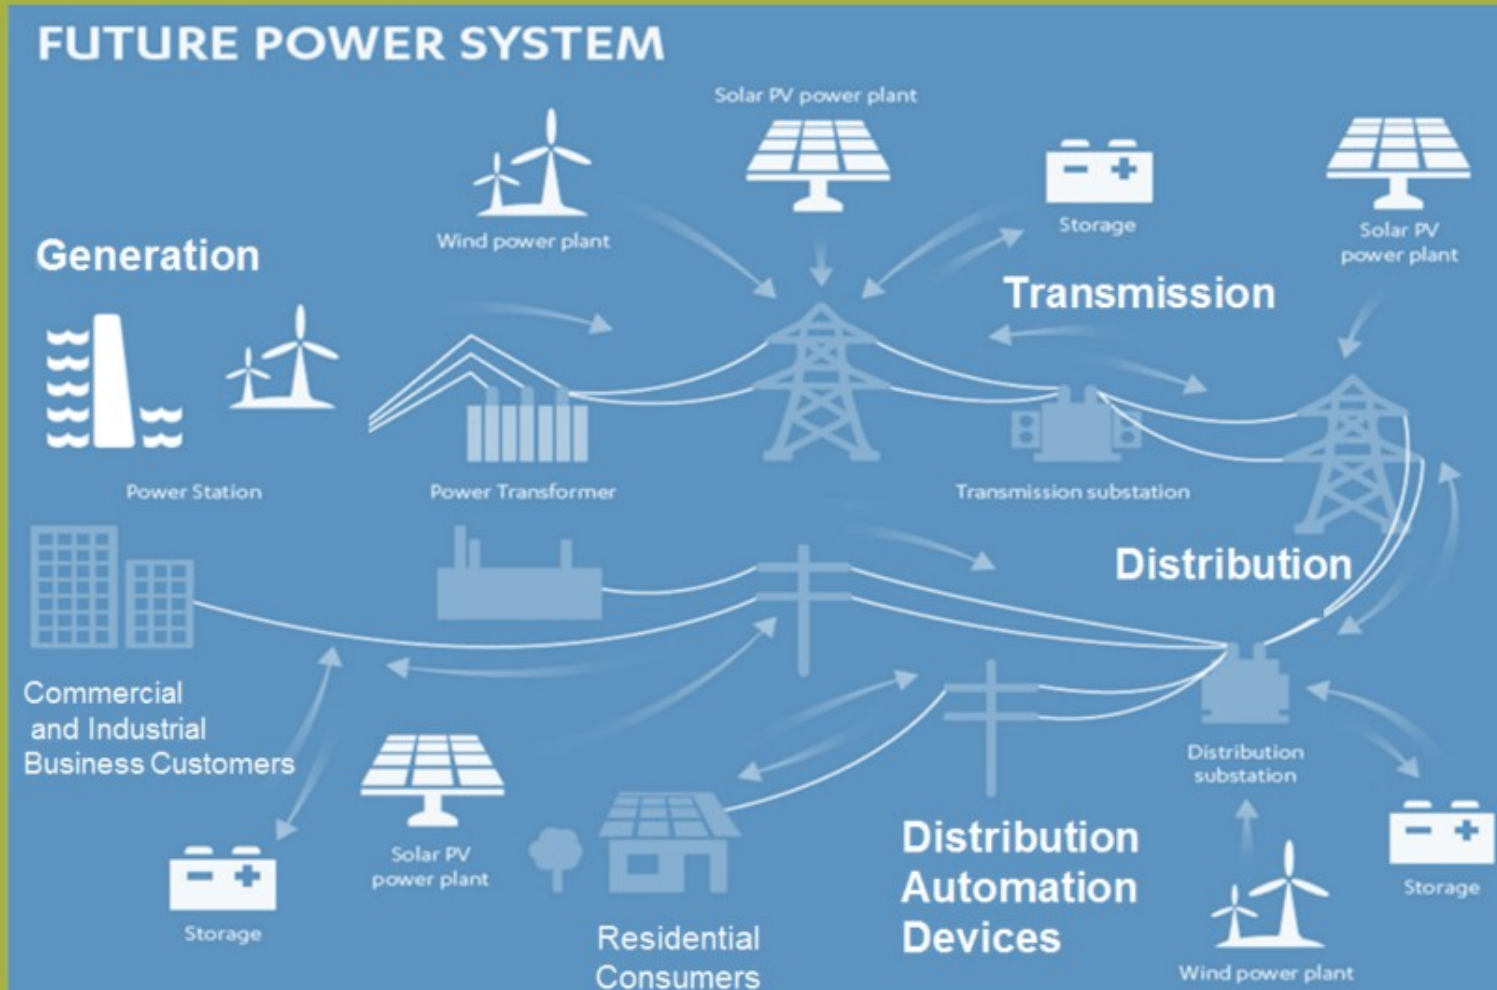 FUTURE POWER SYSTEM
Solar PV power plant
Wind power plant
Storage
Solar PV
power plant
Generation
Transmission
Power Station
Power Transformer
Transmission substation
Distribution
Commercial
and Industrial
Business Customers
Distribution
substation
Solar PV
power plant
Storage
Residential
Consumers
Distribution
Automation
Devices
Storage
Wind power plant